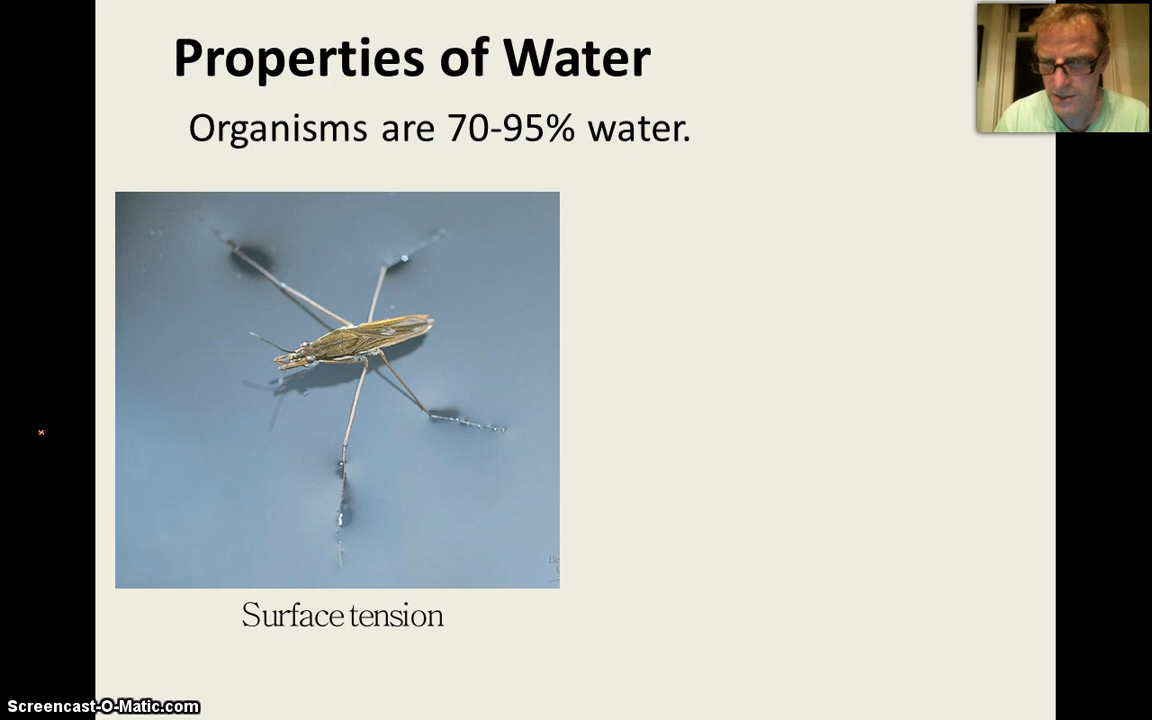 Properties of Water
Organisms are 70-95% water.
Surface tension
Screencast-O-Matic.com